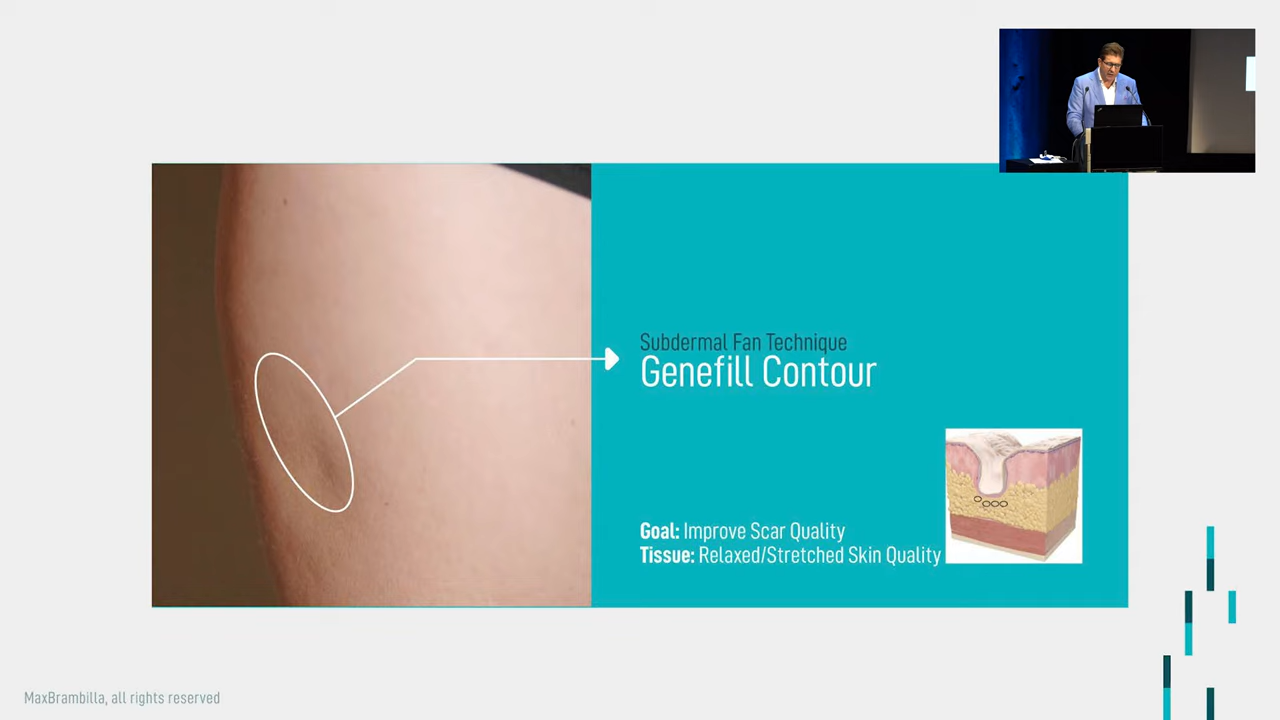 Subdermal Fan Technique
Genefill Contour
Goal: Improve Scar Quality
Tissue: Relaxed/Stretched Skin Quality
MaxBrambilla, all rights reserved